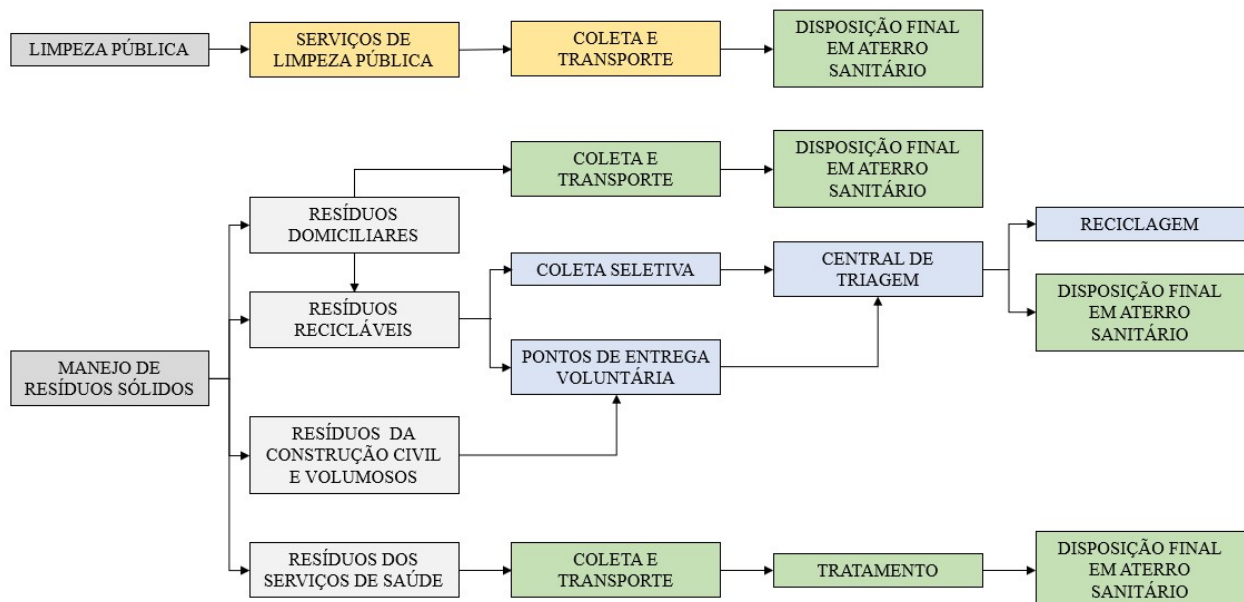 LIMPEZA PÚBLICA
SERVIÇOS DE
LIMPEZA PÚBLICA
COLETA E
TRANSPORTE
DISPOSIÇÃO FINAL
EM ATERRO
SANITÁRIO
COLETA E
TRANSPORTE
DISPOSIÇÃO FINAL
EM ATERRO
SANITÁRIO
RESÍDUOS
DOMICILIARES
RECICLAGEM
COLETA SELETIVA
CENTRAL DE
TRIAGEM
RESÍDUOS
RECICLÁVEIS
DISPOSIÇÃO FINAL
EM ATERRO
SANITÁRIO
MANEJO DE
RESÍDUOS SÓLIDOS
PONTOS DE ENTREGA
VOLUNTÁRIA
RESÍDUOS DA
CONSTRUÇÃO CIVIL
E VOLUMOSOS
RESÍDUOS DOS
SERVIÇOS DE SAÚDE
COLETA E
TRANSPORTE
TRATAMENTO
DISPOSIÇÃO FINAL
EM ATERRO
SANITÁRIO